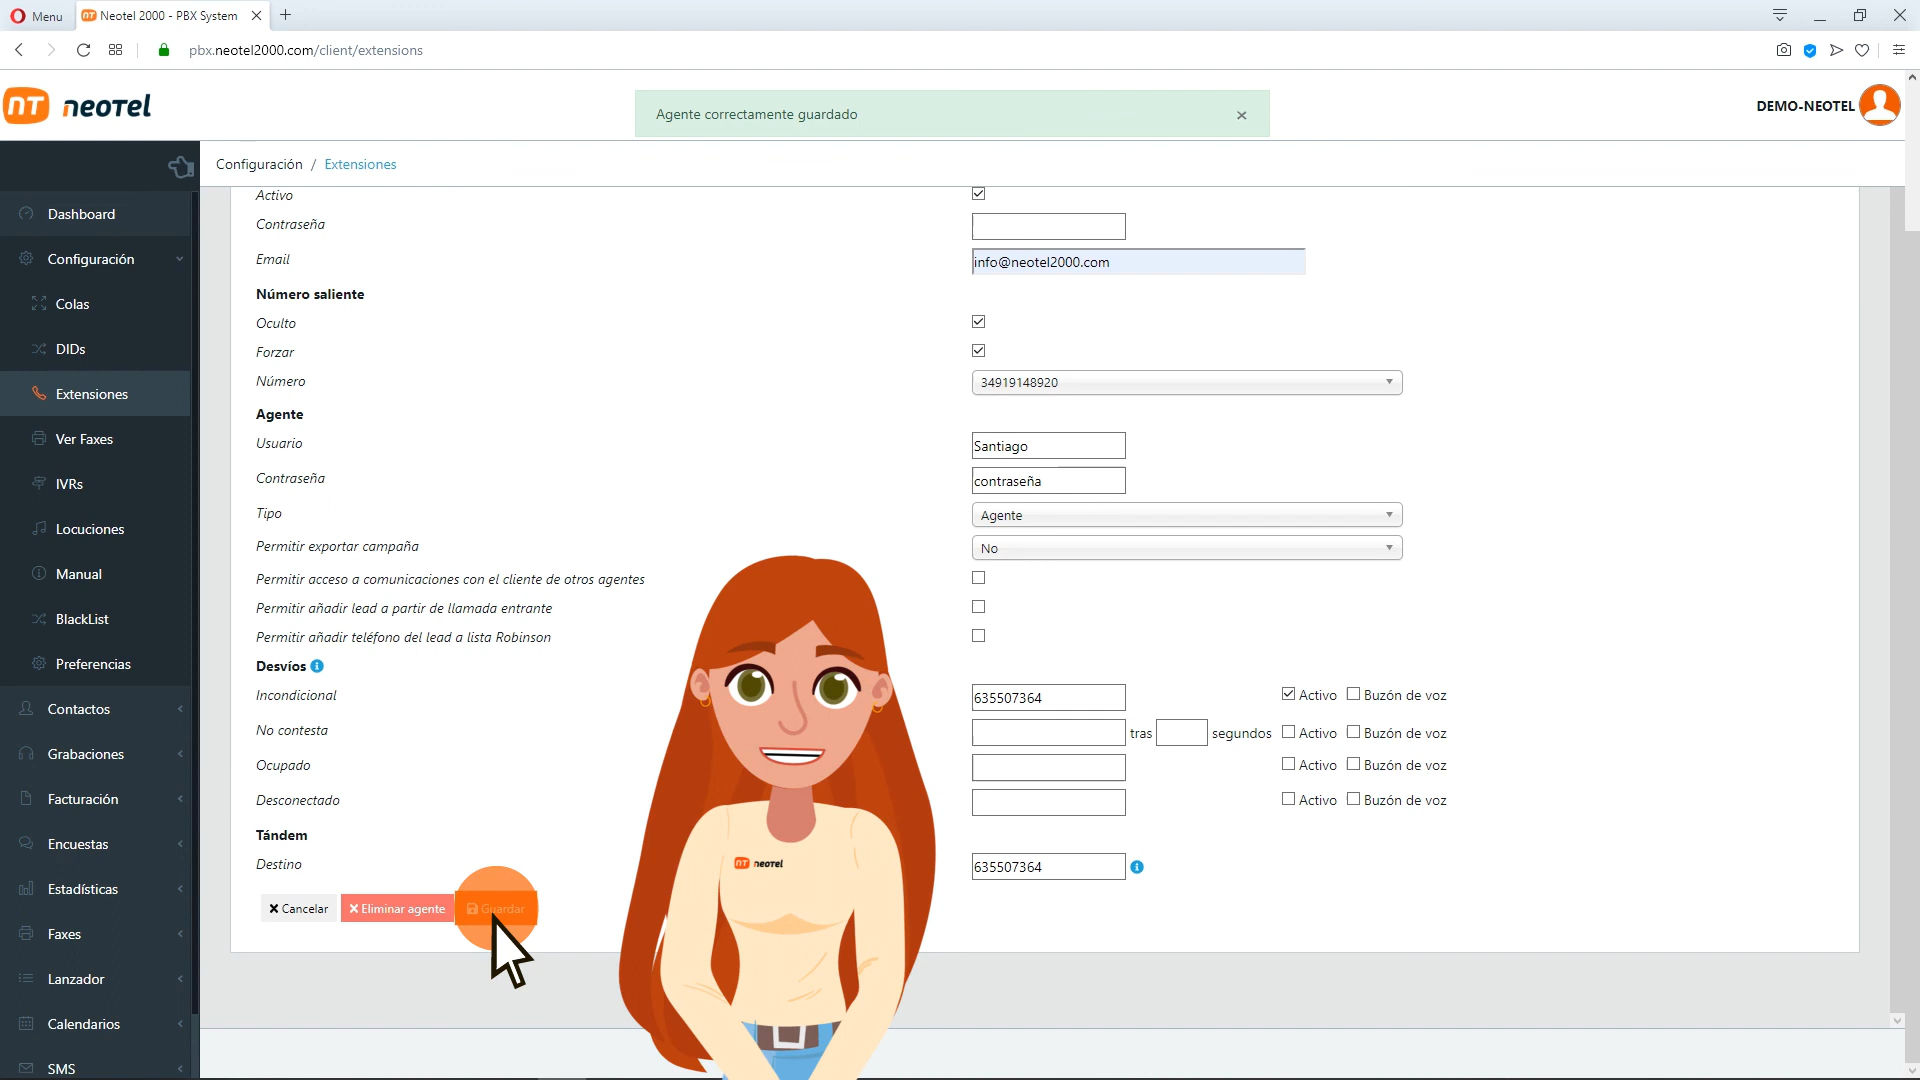 Menu
Neotel 2000 - PBX System
pbx.neotel2000.com/client/extensions
NT neotel
Agente correctamente guardado
DEMO-NEOTEL
Configuración / Extensiones
Dashboard
Configuración
Colas
DIDs
Extensiones
Ver Faxes
IVRs
Locuciones
Manual
BlackList
Preferencias
Contactos
Grabaciones
Facturación
Encuestas
Estadísticas
Faxes
Lanzador
Calendarios
SMS
Activo
Contraseña
Email info@neotel2000.com
Número saliente
Oculto
Forzar
Número 34919148920
Agente
Usuario Santiago
Contraseña contraseña
Tipo Agente
Permitir exportar campaña No
Permitir acceso a comunicaciones con el cliente de otros agentes
Permitir añadir lead a partir de llamada entrante
Permitir añadir teléfono del lead a lista Robinson
Desvíos
Incondicional 635507364 Activo Buzón de voz
No contesta tras segundos Activo Buzón de voz
Ocupado Activo Buzón de voz
Desconectado Activo Buzón de voz
Tándem
Destino 635507364
Cancelar Eliminar agente Guardar
NT neotel